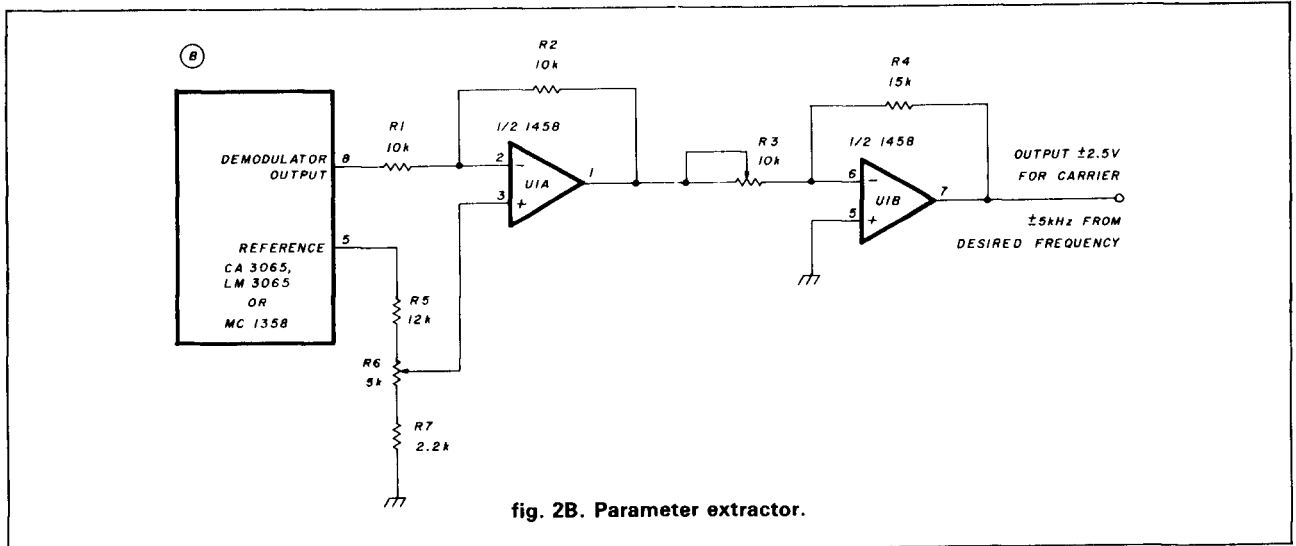 B
DEMODULATOR
OUTPUT
8
REFERENCE
5
CA 3065,
LM 3065
OR
MC 1358
R1
10k
R2
10k
1/2 1458
2
-
3
+
U1A
1
R5
12k
R6
5k
R7
2.2k
R3
10k
R4
15k
1/2 1458
6
-
5
+
U1B
7
OUTPUT ±2.5V
FOR CARRIER
±5kHz FROM
DESIRED FREQUENCY
fig. 2B. Parameter extractor.